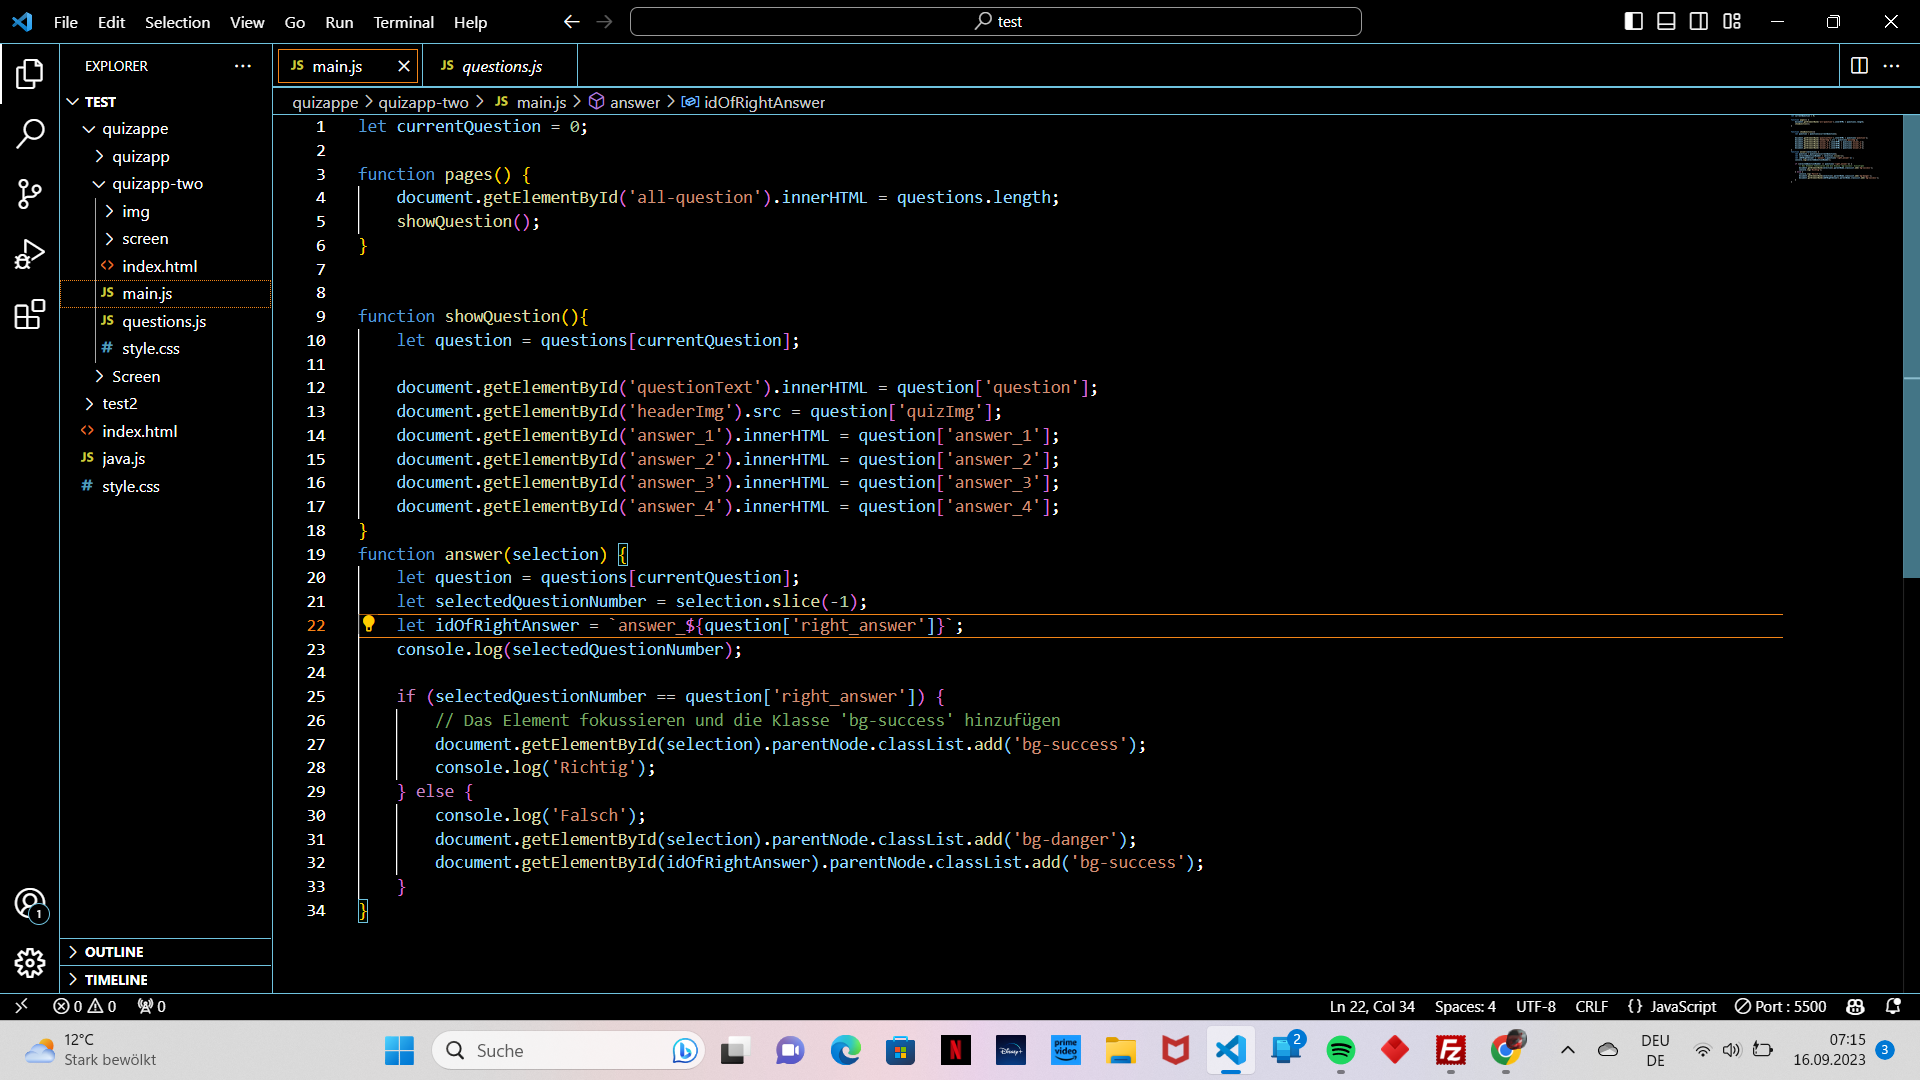 File Edit Selection View Go Run Terminal Help
test
EXPLORER
TEST
quizappe
quizapp
quizapp-two
img
screen
index.html
JS main.js
JS questions.js
# style.css
Screen
test2
index.html
JS java.js
# style.css
OUTLINE
TIMELINE
JS main.js
JS questions.js
quizappe > quizapp-two > JS main.js > answer > idOfRightAnswer
1 let currentQuestion = 0;
2
3 function pages() {
4 document.getElementById('all-question').innerHTML = questions.length;
5 showQuestion();
6 }
7
8
9 function showQuestion(){
10 let question = questions[currentQuestion];
11
12 document.getElementById('questionText').innerHTML = question['question'];
13 document.getElementById('headerImg').src = question['quizImg'];
14 document.getElementById('answer_1').innerHTML = question['answer_1'];
15 document.getElementById('answer_2').innerHTML = question['answer_2'];
16 document.getElementById('answer_3').innerHTML = question['answer_3'];
17 document.getElementById('answer_4').innerHTML = question['answer_4'];
18 }
19 function answer(selection) {
20 let question = questions[currentQuestion];
21 let selectedQuestionNumber = selection.slice(-1);
22 let idOfRightAnswer = `answer_${question['right_answer']}`;
23 console.log(selectedQuestionNumber);
24
25 if (selectedQuestionNumber == question['right_answer']) {
26 // Das Element fokussieren und die Klasse 'bg-success' hinzufügen
27 document.getElementById(selection).parentNode.classList.add('bg-success');
28 console.log('Richtig');
29 } else {
30 console.log('Falsch');
31 document.getElementById(selection).parentNode.classList.add('bg-danger');
32 document.getElementById(idOfRightAnswer).parentNode.classList.add('bg-success');
33 }
34 }
1
0 0 0
Ln 22, Col 34 Spaces: 4 UTF-8 CRLF {} JavaScript Port : 5500
12°C
Stark bewölkt
Suche
N
Disney+
prime video
2
FZ
DEU
DE
07:15
16.09.2023
3